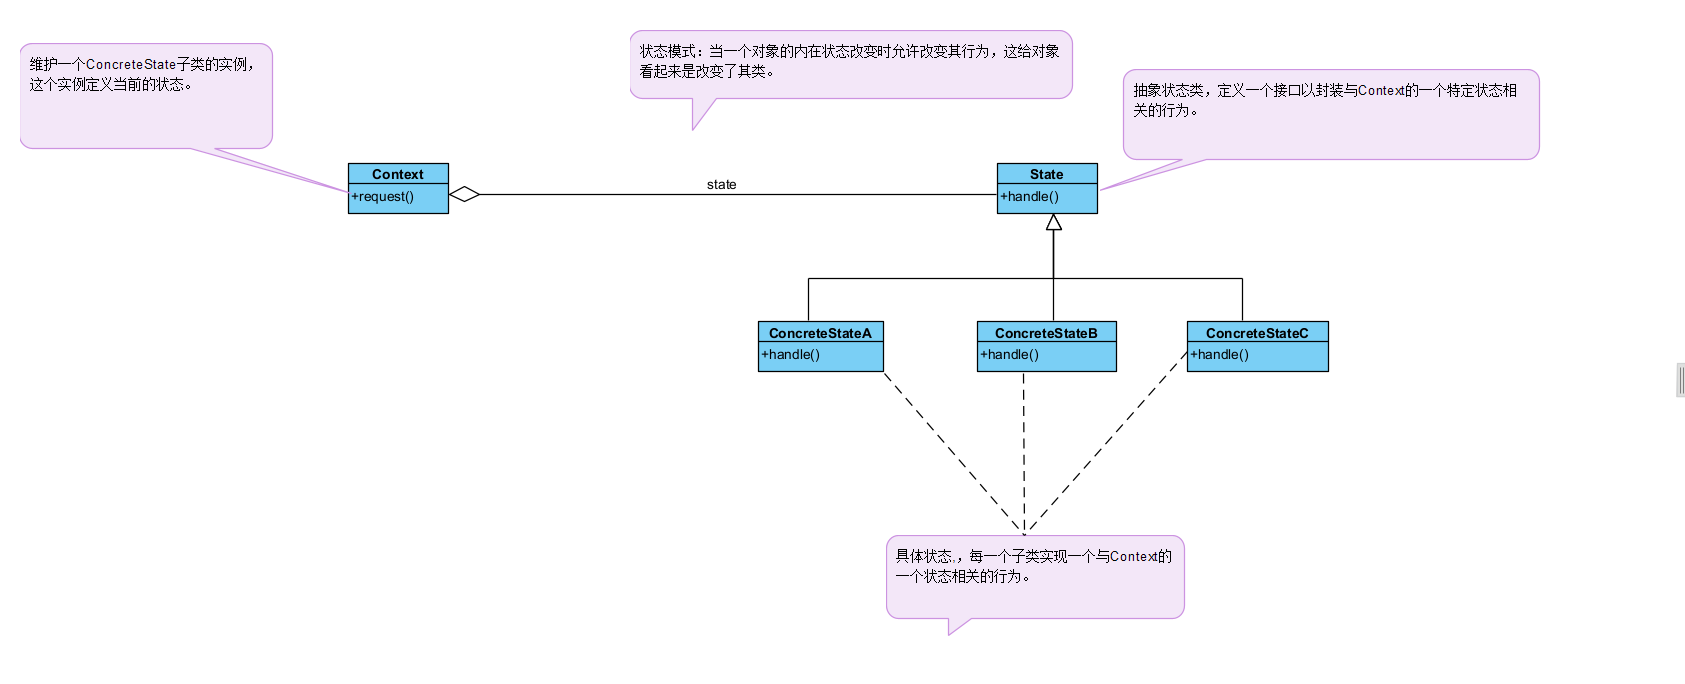 维护一个ConcreteState子类的实例，
这个实例定义当前的状态。
状态模式：当一个对象的内在状态改变时允许改变其行为，这给对象
看起来是改变了其类。
抽象状态类，定义一个接口以封装与Context的一个特定状态相
关的行为。
Context
+request()
state
State
+handle()
ConcreteStateA
+handle()
ConcreteStateB
+handle()
ConcreteStateC
+handle()
具体状态,，每一个子类实现一个与Context的
一个状态相关的行为。